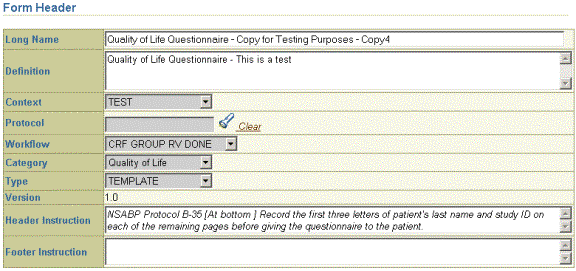 Form Header
Long Name Quality of Life Questionnaire - Copy for Testing Purposes - Copy4
Definition Quality of Life Questionnaire - This is a test
Context TEST
Protocol Clear
Workflow CRF GROUP RV DONE
Category Quality of Life
Type TEMPLATE
Version 1.0
Header Instruction NSABP Protocol B-35 [At bottom ] Record the first three letters of patient's last name and study ID on
each of the remaining pages before giving the questionnaire to the patient.
Footer Instruction